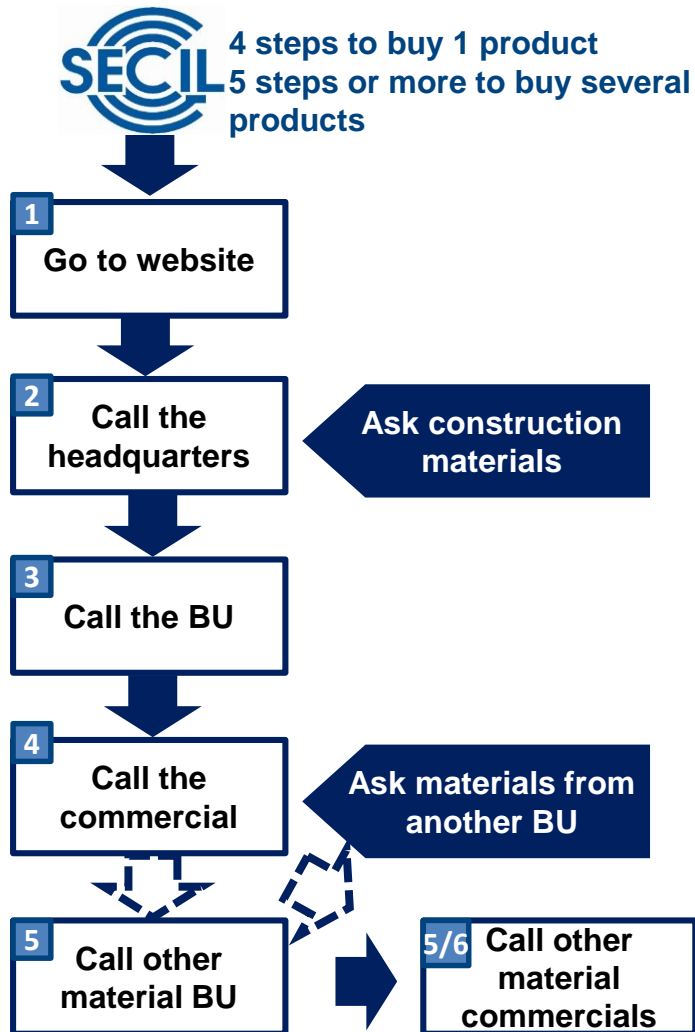 SECIL
4 steps to buy 1 product
5 steps or more to buy several
products
1
Go to website
2
Call the
headquarters
Ask construction
materials
3
Call the BU
4
Call the
commercial
Ask materials from
another BU
5
Call other
material BU
5/6
Call other
material
commercials